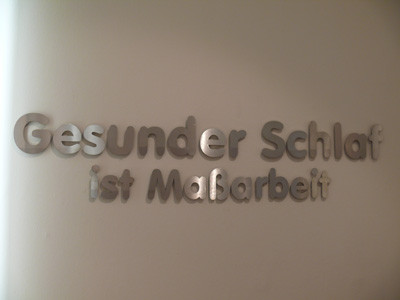 Gesunder Schlaf
ist Maßarbeit